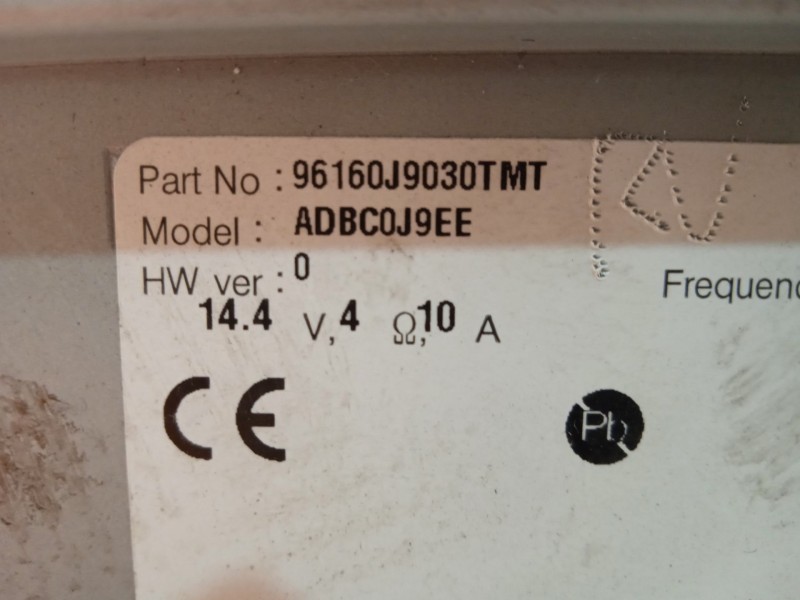 Part No : 96160J9030TMT
Model : ADBC0J9EE
HW ver : 0
Frequenc
14.4 V, 4 Ω, 10 A
CE
Pb